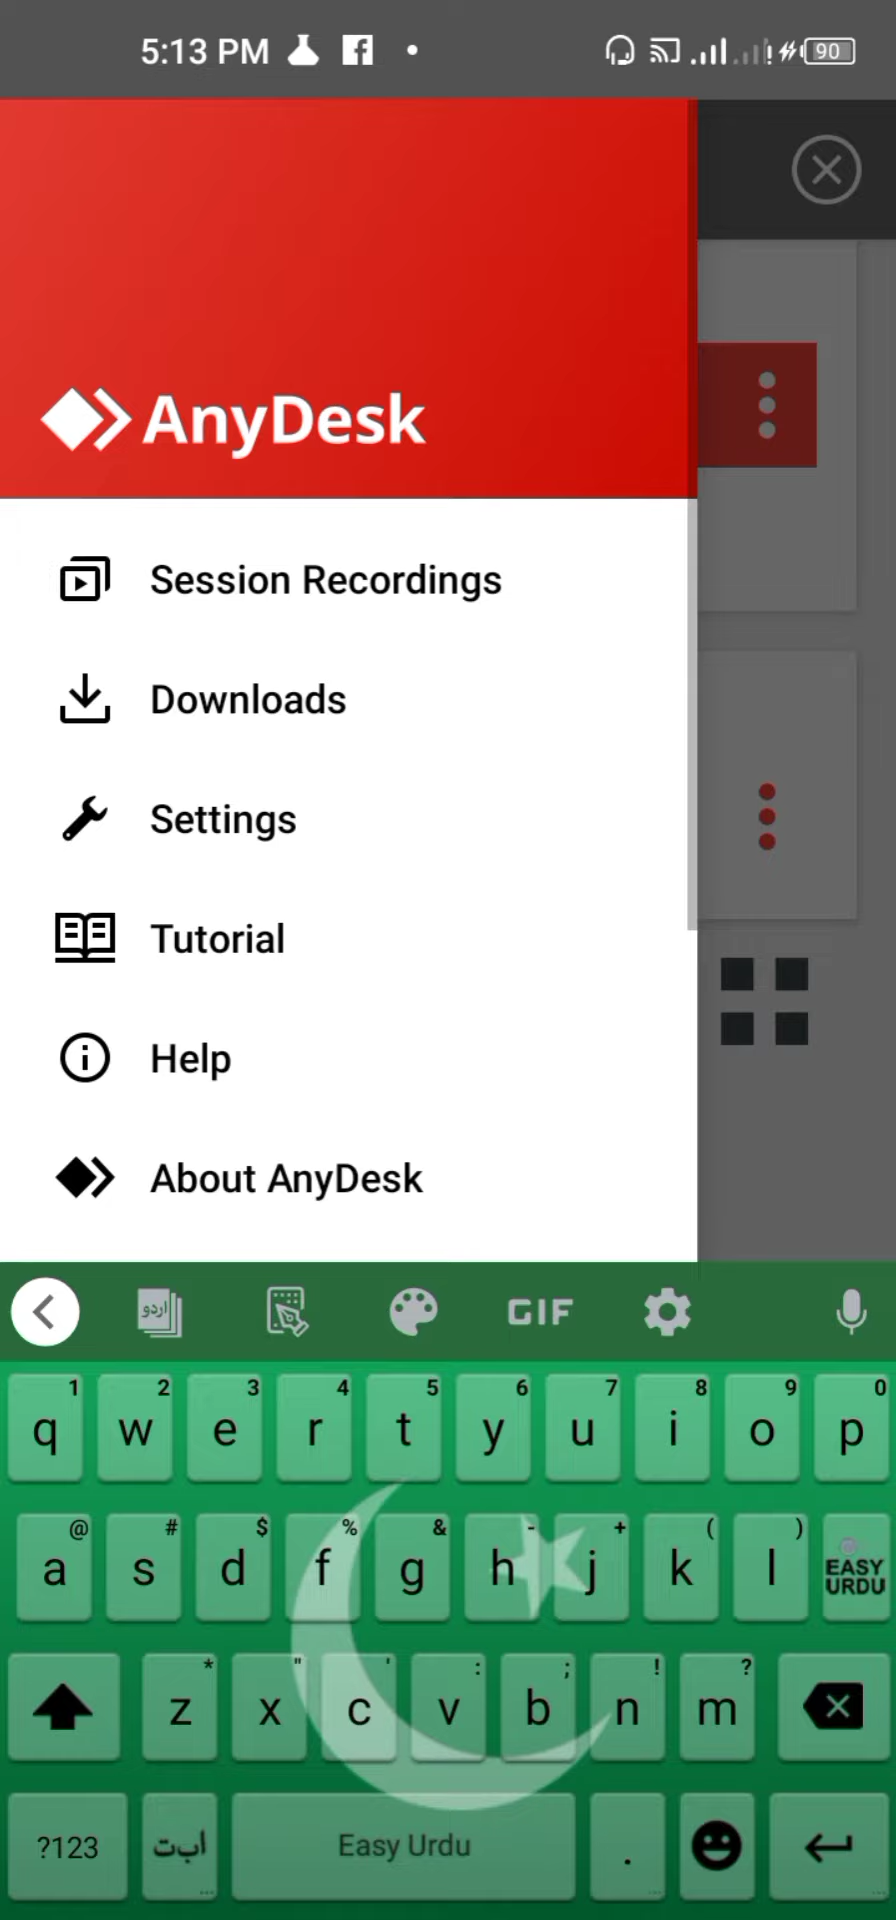 5:13 PM
90
AnyDesk
Session Recordings
Downloads
Settings
Tutorial
Help
About AnyDesk
اردو GIF
1 2 3 4 5 6 7 8 9 0
q w e r t y u i o p
@ # $ % & - + ( )
a s d f g h j k l EASY URDU
* " ' : ; ! ?
z x c v b n m
?123 ا ب ت Easy Urdu .